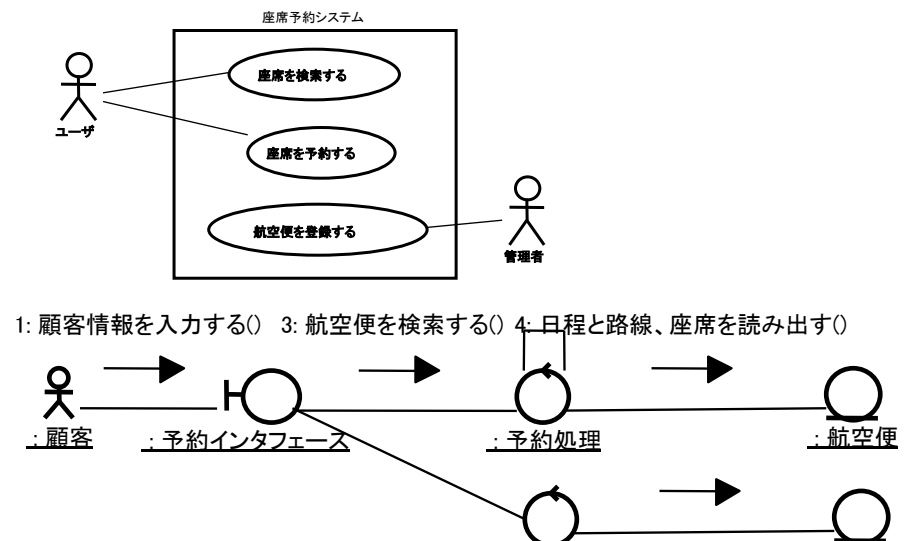 座席予約システム
座席を検索する
ユーザ
座席を予約する
航空便を登録する
管理者
1: 顧客情報を入力する() 3: 航空便を検索する() 4: 日程と路線、座席を読み出す()
: 顧客 : 予約インタフェース : 予約処理 : 航空便